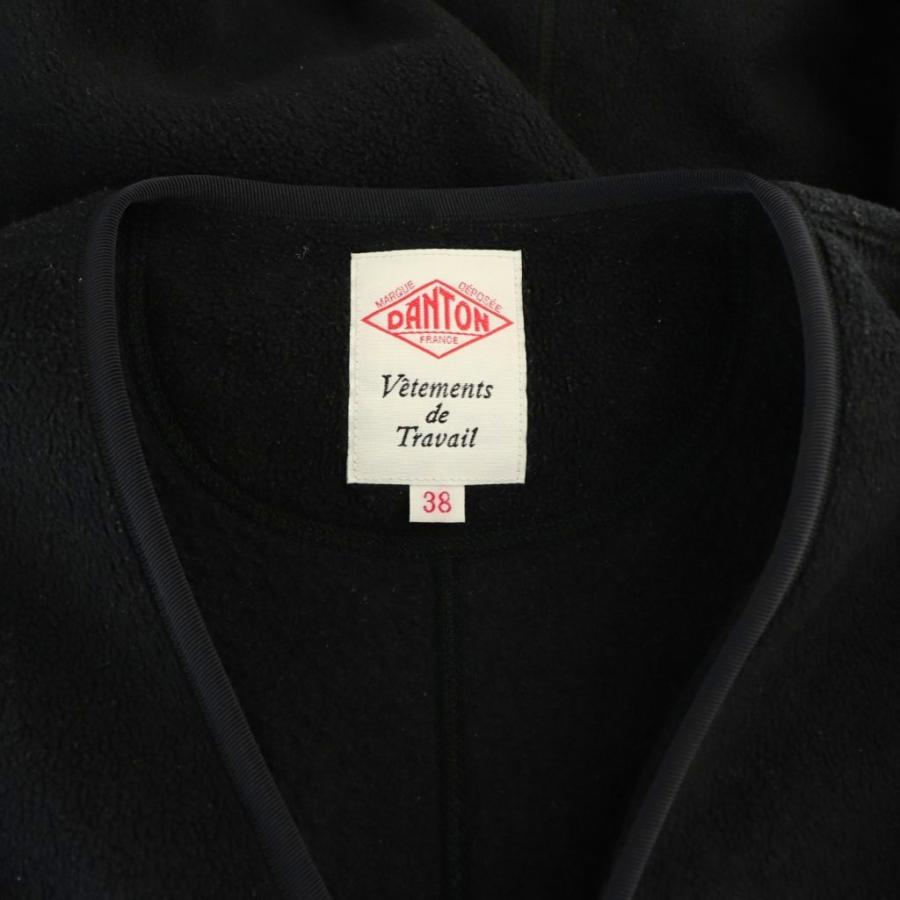 MARQUE DÉPOSÉE
DANTON
FRANCE
Vêtements
de
Travail
38